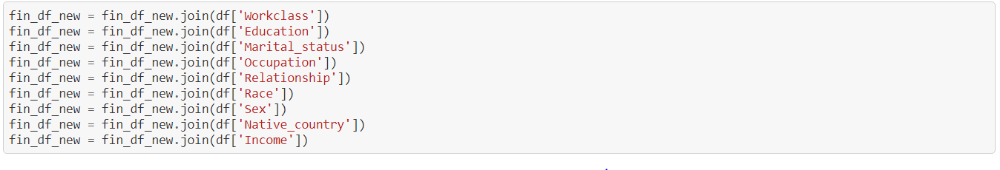 fin_df_new = fin_df_new.join(df['Workclass'])
fin_df_new = fin_df_new.join(df['Education'])
fin_df_new = fin_df_new.join(df['Marital_status'])
fin_df_new = fin_df_new.join(df['Occupation'])
fin_df_new = fin_df_new.join(df['Relationship'])
fin_df_new = fin_df_new.join(df['Race'])
fin_df_new = fin_df_new.join(df['Sex'])
fin_df_new = fin_df_new.join(df['Native_country'])
fin_df_new = fin_df_new.join(df['Income'])